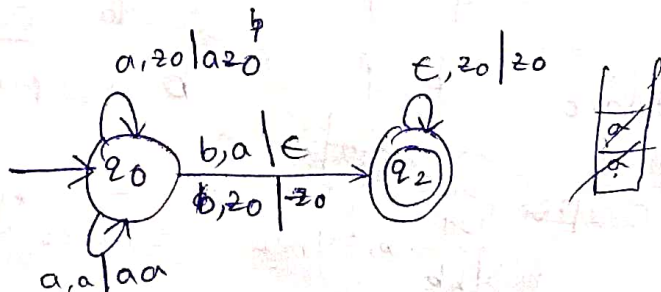 a, z0 | az0
ϵ, z0 | z0
q0
b, a | ϵ
b, z0 | z0
q2
a
a
a, a | aa